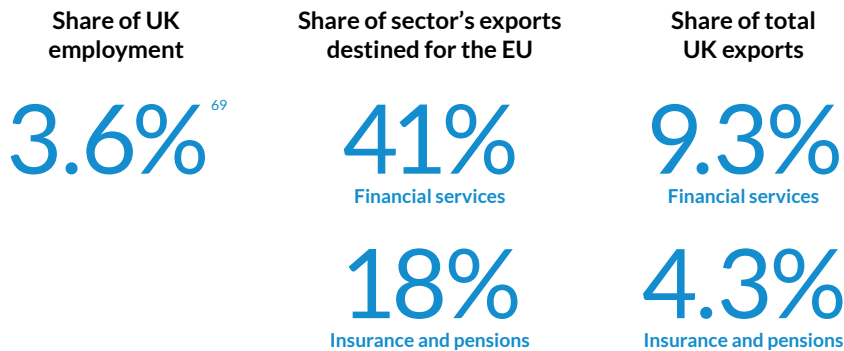 Share of UK
employment
3.6% 69
Share of sector's exports
destined for the EU
41%
Financial services
18%
Insurance and pensions
Share of total
UK exports
9.3%
Financial services
4.3%
Insurance and pensions